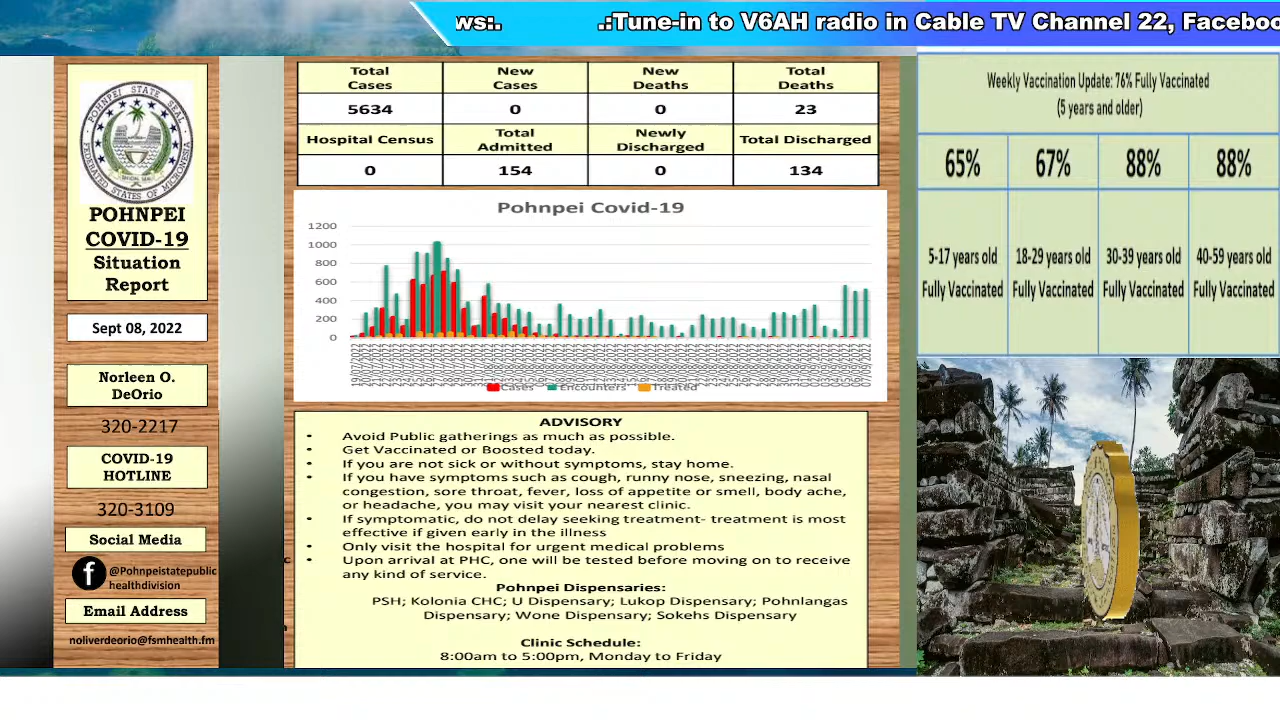 ws:.
.:Tune-in to V6AH radio in Cable TV Channel 22,
POHNPEI STATE SEAL
FEDERATED STATES OF MICRONESIA
POHNPEI
COVID-19
Situation
Report
Sept 08, 2022
Norleen O.
DeOrio
320-2217
COVID-19
HOTLINE
320-3109
Social Media
f @Pohnpeistatepublic
healthdivision
Email Address
noliverdeorio@fsmhealth.fm
Total Cases New Cases New Deaths Total Deaths
5634 0 0 23
Hospital Census Total Admitted Newly Discharged Total Discharged
0 154 0 134
Pohnpei Covid-19
1200
1000
800
600
400
200
0
Cases Encounters Treated
ADVISORY
• Avoid Public gatherings as much as possible.
• Get Vaccinated or Boosted today.
• If you are not sick or without symptoms, stay home.
• If you have symptoms such as cough, runny nose, sneezing, nasal
congestion, sore throat, fever, loss of appetite or smell, body ache,
or headache, you may visit your nearest clinic.
• If symptomatic, do not delay seeking treatment- treatment is most
effective if given early in the illness
• Only visit the hospital for urgent medical problems
• Upon arrival at PHC, one will be tested before moving on to receive
any kind of service.
Pohnpei Dispensaries:
PSH; Kolonia CHC; U Dispensary; Lukop Dispensary; Pohnlangas
Dispensary; Wone Dispensary; Sokehs Dispensary
Clinic Schedule:
8:00am to 5:00pm, Monday to Friday
Weekly Vaccination Update: 76% Fully Vaccinated
(5 years and older)
65% 67% 88% 88%
5-17 years old 18-29 years old 30-39 years old 40-59 years old
Fully Vaccinated Fully Vaccinated Fully Vaccinated Fully Vaccinated